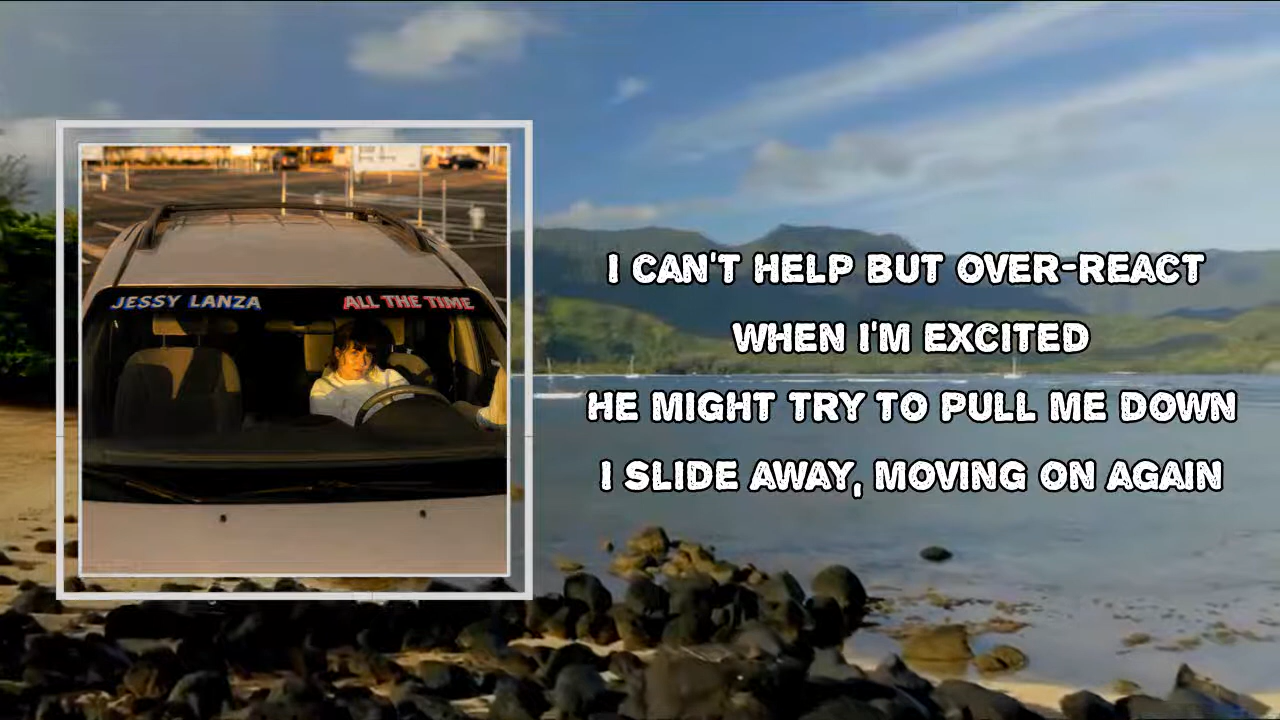 JESSY LANZA
ALL THE TIME
I CAN'T HELP BUT OVER-REACT
WHEN I'M EXCITED
HE MIGHT TRY TO PULL ME DOWN
I SLIDE AWAY, MOVING ON AGAIN